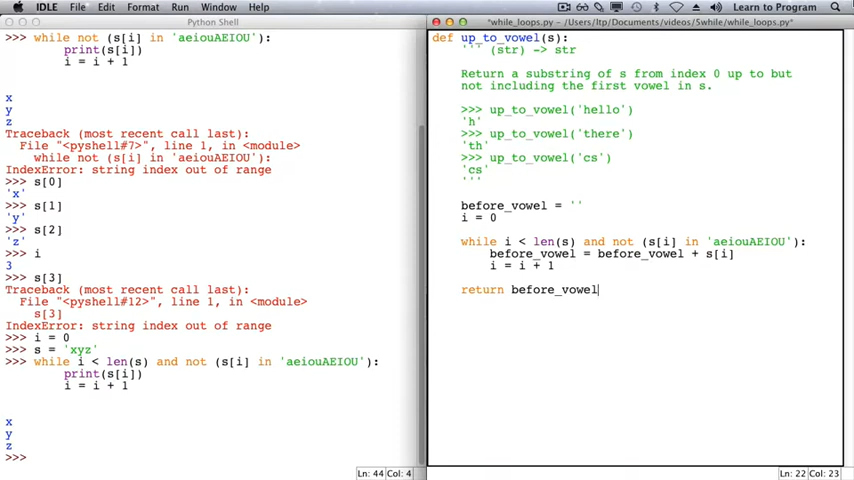 IDLE File Edit Format Run Window Help Learn to Program
Python Shell
>>> while not (s[i] in 'aeiouAEIOU'):
        print(s[i])
        i = i + 1
x
y
z
Traceback (most recent call last):
  File "<pyshell#7>", line 1, in <module>
    while not (s[i] in 'aeiouAEIOU'):
IndexError: string index out of range
>>> s[0]
'x'
>>> s[1]
'y'
>>> s[2]
'z'
>>> i
3
>>> s[3]
Traceback (most recent call last):
  File "<pyshell#12>", line 1, in <module>
    s[3]
IndexError: string index out of range
>>> i = 0
>>> s = 'xyz'
>>> while i < len(s) and not (s[i] in 'aeiouAEIOU'):
        print(s[i])
        i = i + 1
x
y
z
>>>
Ln: 44 Col: 4
*while_loops.py - /Users/ltp/Documents/videos/5while/while_loops.py*
def up_to_vowel(s):
    ''' (str) -> str
    Return a substring of s from index 0 up to but
    not including the first vowel in s.
    >>> up_to_vowel('hello')
    'h'
    >>> up_to_vowel('there')
    'th'
    >>> up_to_vowel('cs')
    'cs'
    '''
    before_vowel = ''
    i = 0
    while i < len(s) and not (s[i] in 'aeiouAEIOU'):
        before_vowel = before_vowel + s[i]
        i = i + 1
    return before_vowel
Ln: 22 Col: 23